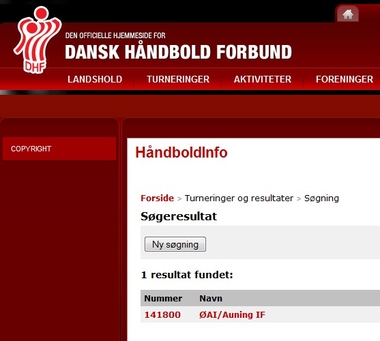 DEN OFFICIELLE HJEMMESIDE FOR
DANSK HÅNDBOLD FORBUND
DHF
LANDSHOLD TURNERINGER AKTIVITETER FORENINGER
COPYRIGHT
HåndboldInfo
Forside > Turneringer og resultater > Søgning
Søgeresultat
Ny søgning
1 resultat fundet:
Nummer Navn
141800 ØAI/Auning IF